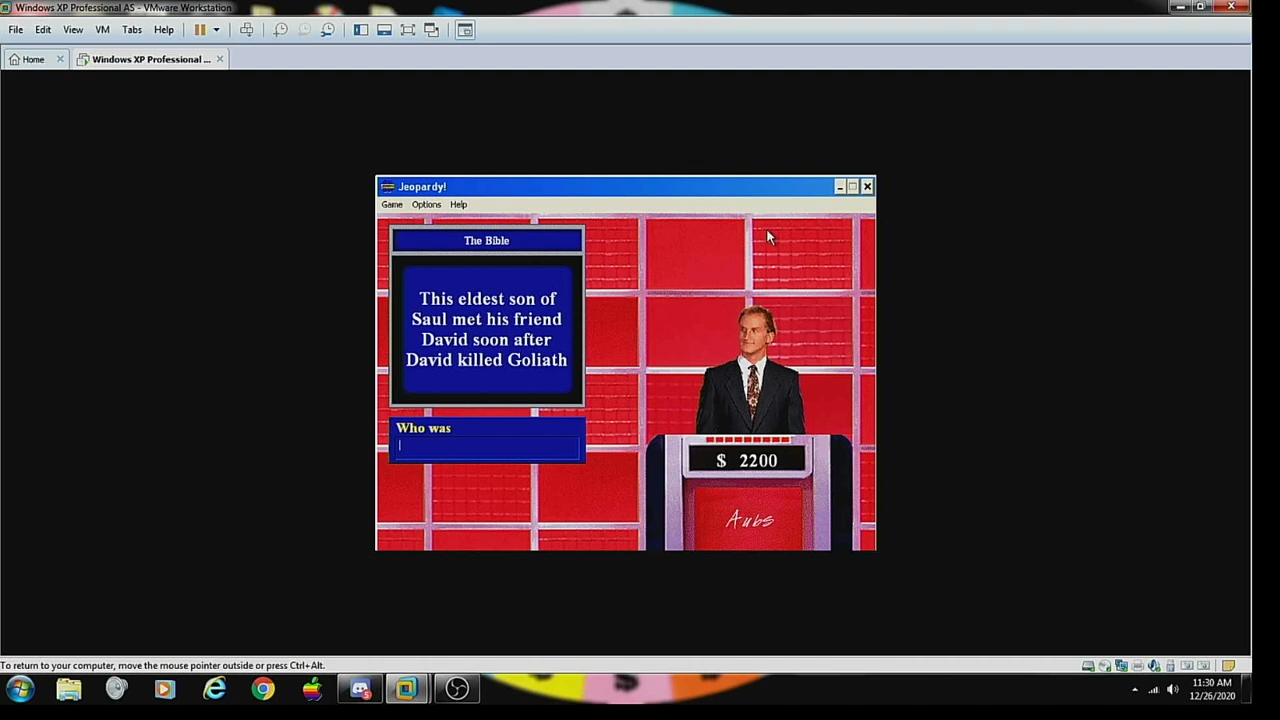 Windows XP Professional AS - VMware Workstation
File Edit View VM Tabs Help
Home
Windows XP Professional ...
Jeopardy!
Game Options Help
The Bible
This eldest son of
Saul met his friend
David soon after
David killed Goliath
Who was
$ 2200
Aubs
To return to your computer, move the mouse pointer outside or press Ctrl+Alt.
11:30 AM
12/26/2020